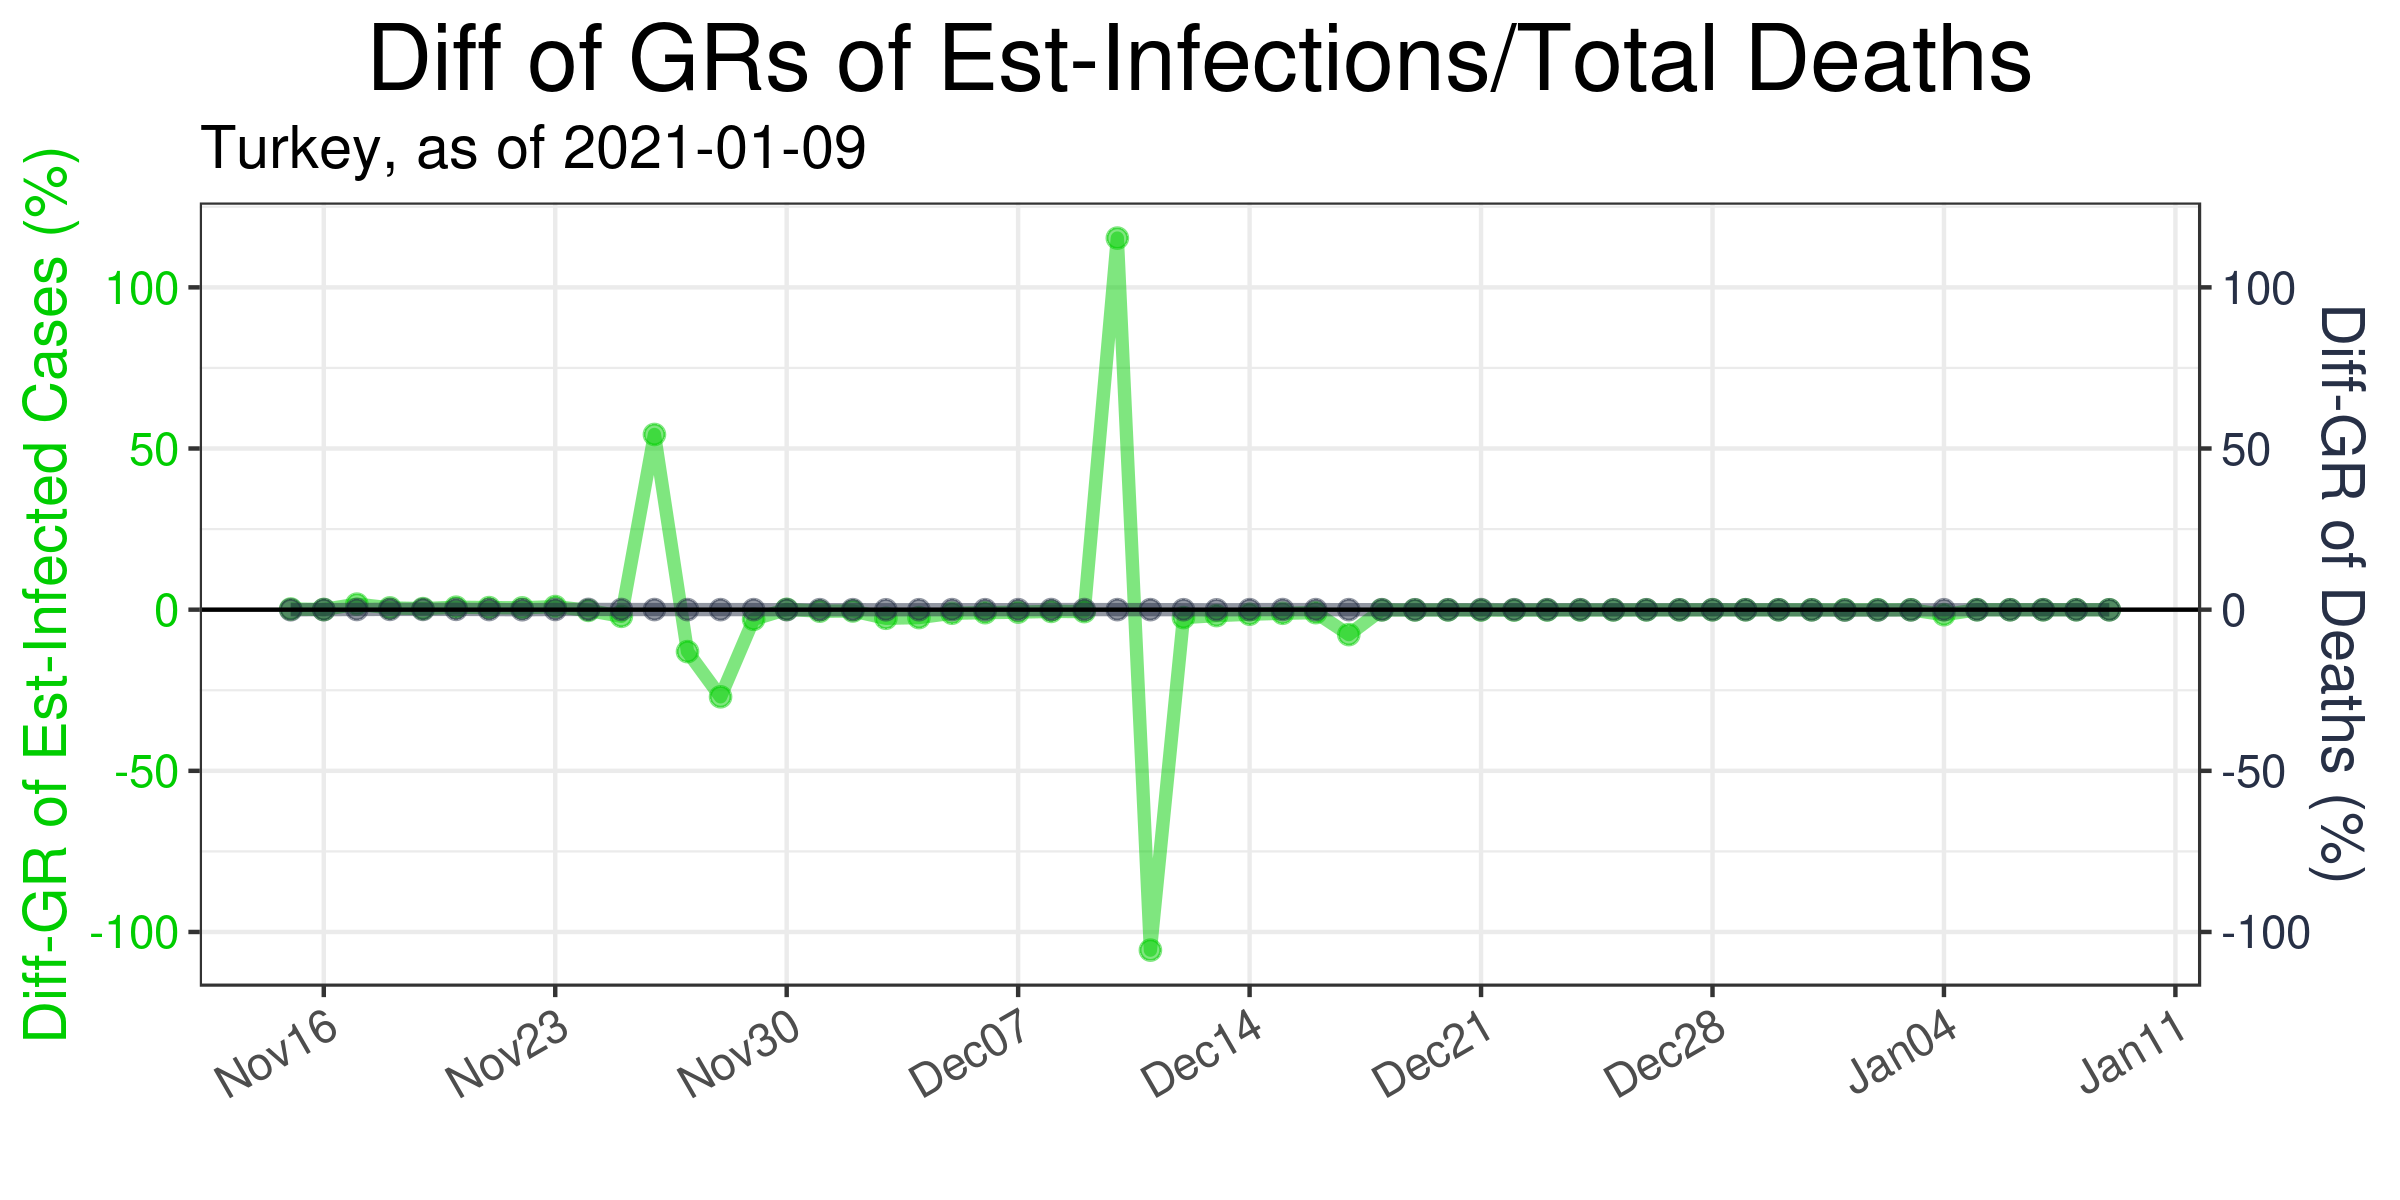 Diff of GRs of Est-Infections/Total Deaths
Turkey, as of 2021-01-09
Diff-GR of Est-Infected Cases (%)
100
50
0
-50
-100
100
50
0
-50
-100
Diff-GR of Deaths (%)
Nov16
Nov23
Nov30
Dec07
Dec14
Dec21
Dec28
Jan04
Jan11